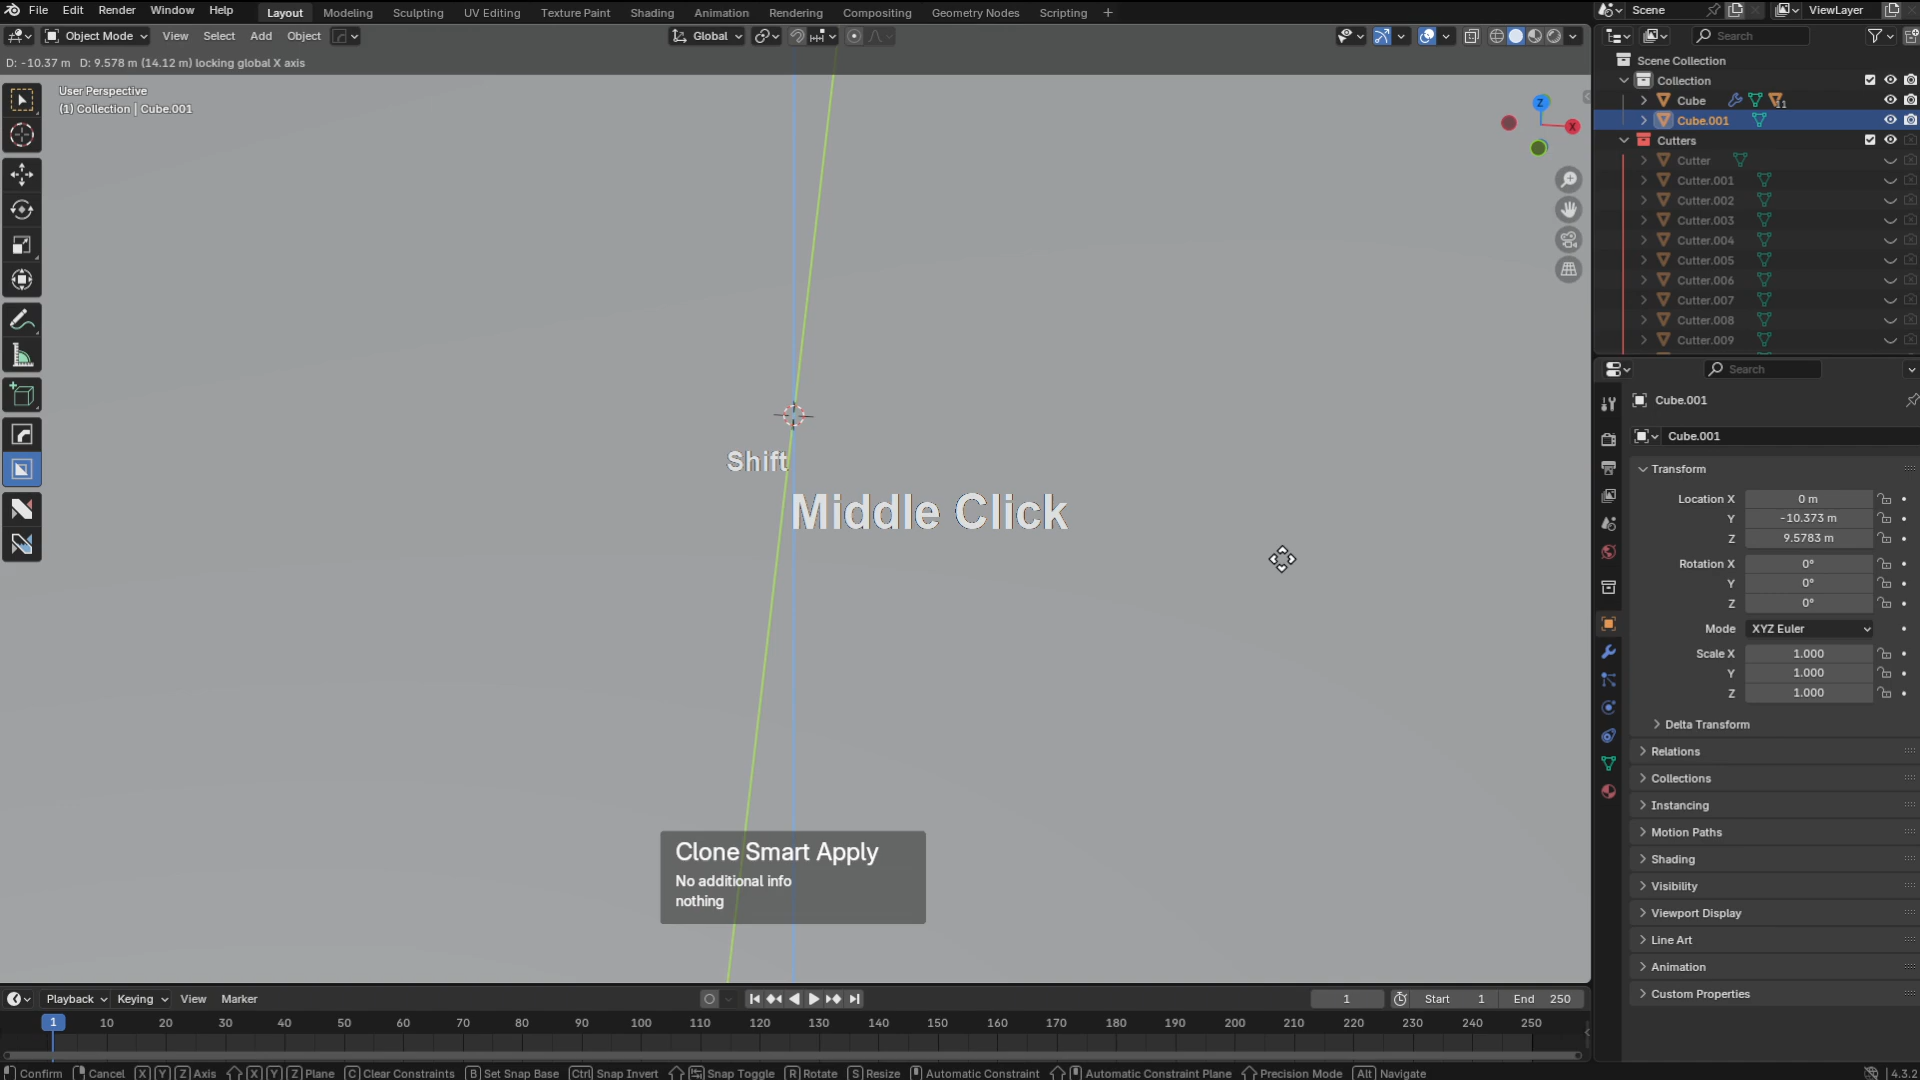 File Edit Render Window Help Layout Modeling Sculpting UV Editing Texture Paint Shading Animation Rendering Compositing Geometry Nodes Scripting + Scene ViewLayer
Object Mode View Select Add Object Global Search
D: -10.37 m D: 9.578 m (14.12 m) locking global X axis
User Perspective
(1) Collection | Cube.001
Z
X
Shift
Middle Click
Clone Smart Apply
No additional info
nothing
Scene Collection
Collection
Cube 11
Cube.001
Cutters
Cutter
Cutter.001
Cutter.002
Cutter.003
Cutter.004
Cutter.005
Cutter.006
Cutter.007
Cutter.008
Cutter.009
Search
Cube.001
Cube.001
Transform
Location X 0 m
Y -10.373 m
Z 9.5783 m
Rotation X 0°
Y 0°
Z 0°
Mode XYZ Euler
Scale X 1.000
Y 1.000
Z 1.000
Delta Transform
Relations
Collections
Instancing
Motion Paths
Shading
Visibility
Viewport Display
Line Art
Animation
Custom Properties
Playback Keying View Marker 1 Start 1 End 250
1 10 20 30 40 50 60 70 80 90 100 110 120 130 140 150 160 170 180 190 200 210 220 230 240 250
Confirm Cancel X Y Z Axis X Y Z Plane C Clear Constraints B Set Snap Base Ctrl Snap Invert Snap Toggle R Rotate S Resize Automatic Constraint Automatic Constraint Plane Precision Mode Alt Navigate 4.3.2